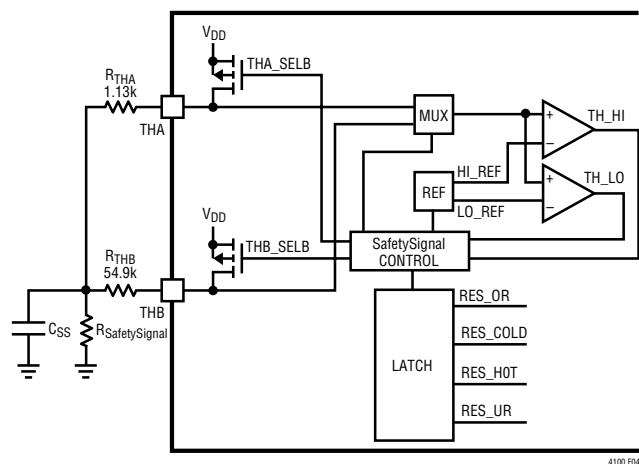 VDD
THA_SELB
RTHA
1.13k
THA
MUX
+
–
TH_HI
HI_REF
REF
LO_REF
+
–
TH_LO
VDD
THB_SELB
SafetySignal
CONTROL
RTHB
54.9k
THB
CSS
RSafetySignal
LATCH
RES_OR
RES_COLD
RES_H0T
RES_UR
4100 F04